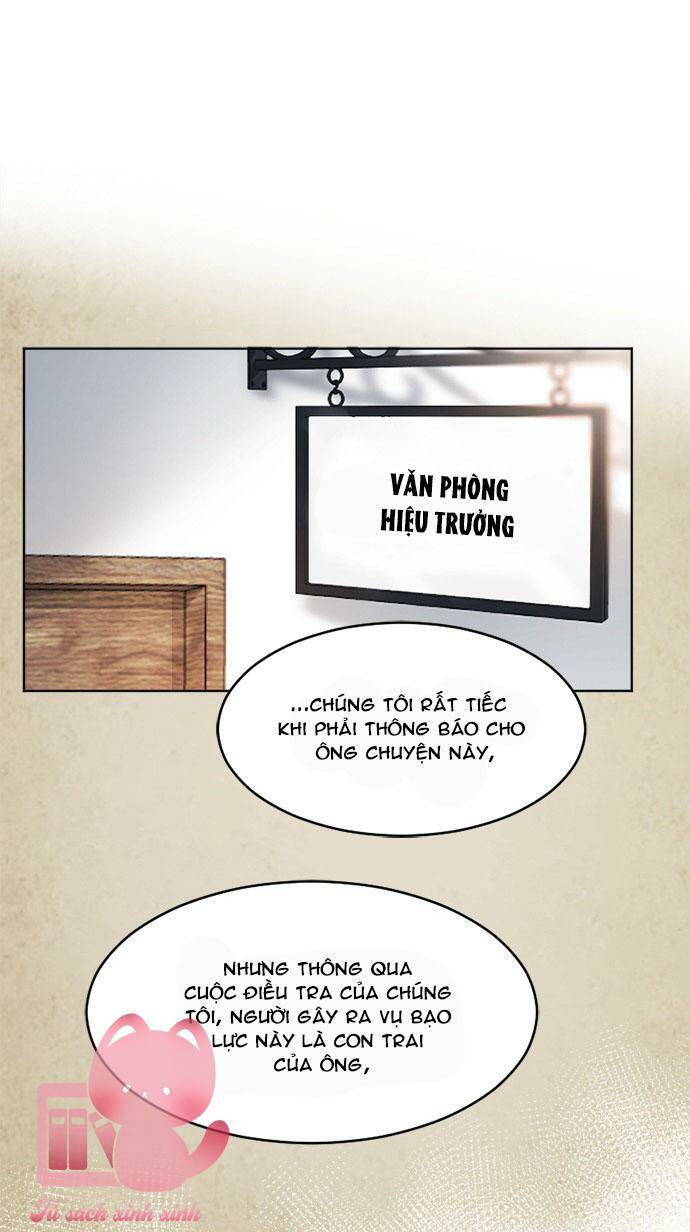 VĂN PHÒNG
HIỆU TRƯỞNG
...CHÚNG TÔI RẤT TIẾC
KHI PHẢI THÔNG BÁO CHO
ÔNG CHUYỆN NÀY,
NHƯNG THÔNG QUA
CUỘC ĐIỀU TRA CỦA CHÚNG
TÔI, NGƯỜI GÂY RA VỤ BẠO
LỰC NÀY LÀ CON TRAI
CỦA ÔNG,
Tủ sách xinh xinh